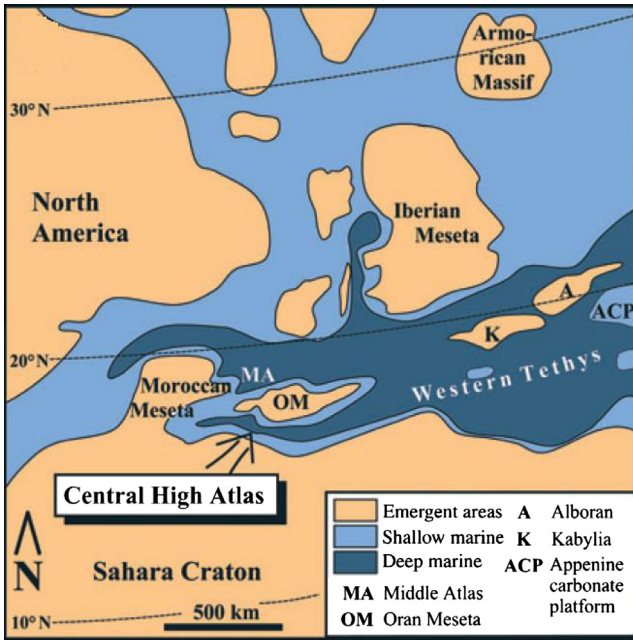 Armo-
rican
Massif
30° N
North
America
Iberian
Meseta
A
ACP
K
20° N
Western Tethys
MA
Moroccan
Meseta
OM
Central High Atlas
N
Sahara Craton
500 km
10° N
Emergent areas
Shallow marine
Deep marine
MA Middle Atlas
OM Oran Meseta
A Alboran
K Kabylia
ACP Appenine
carbonate
platform